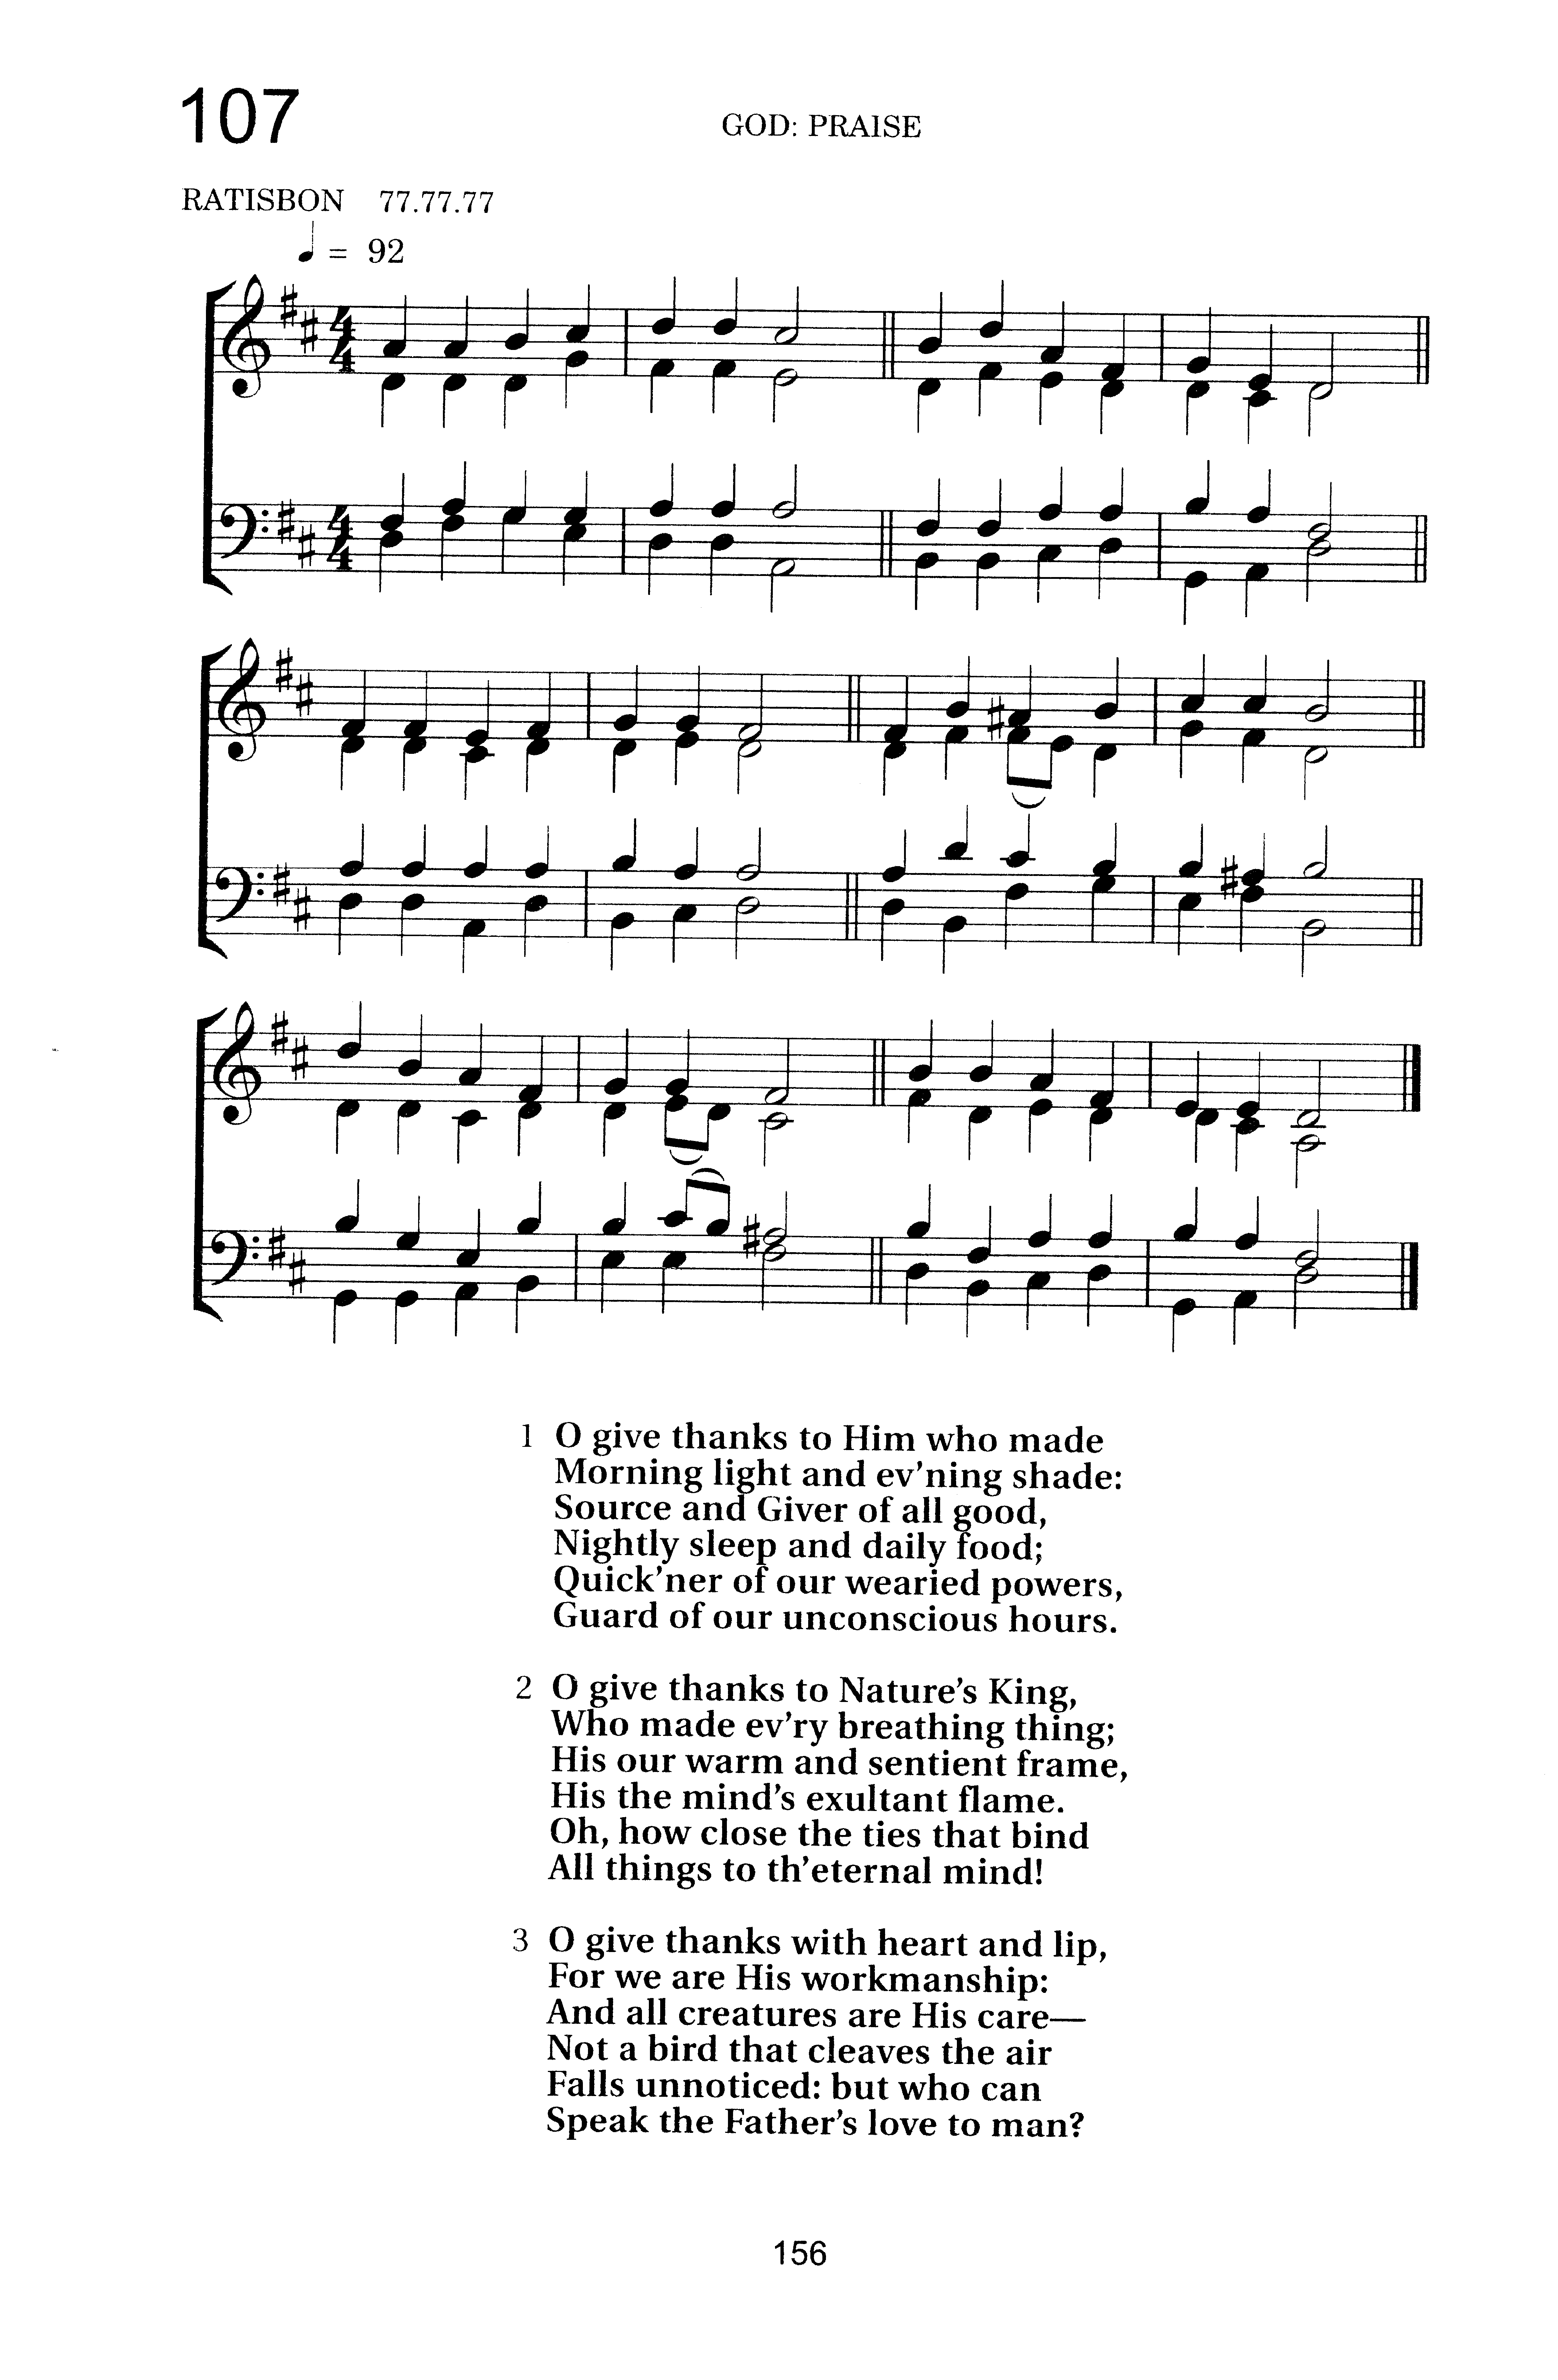 107
GOD: PRAISE
RATISBON 77.77.77
♩ = 92
1 O give thanks to Him who made
Morning light and ev'ning shade:
Source and Giver of all good,
Nightly sleep and daily food;
Quick'ner of our wearied powers,
Guard of our unconscious hours.
2 O give thanks to Nature's King,
Who made ev'ry breathing thing;
His our warm and sentient frame,
His the mind's exultant flame.
Oh, how close the ties that bind
All things to th'eternal mind!
3 O give thanks with heart and lip,
For we are His workmanship:
And all creatures are His care—
Not a bird that cleaves the air
Falls unnoticed: but who can
Speak the Father's love to man?
156